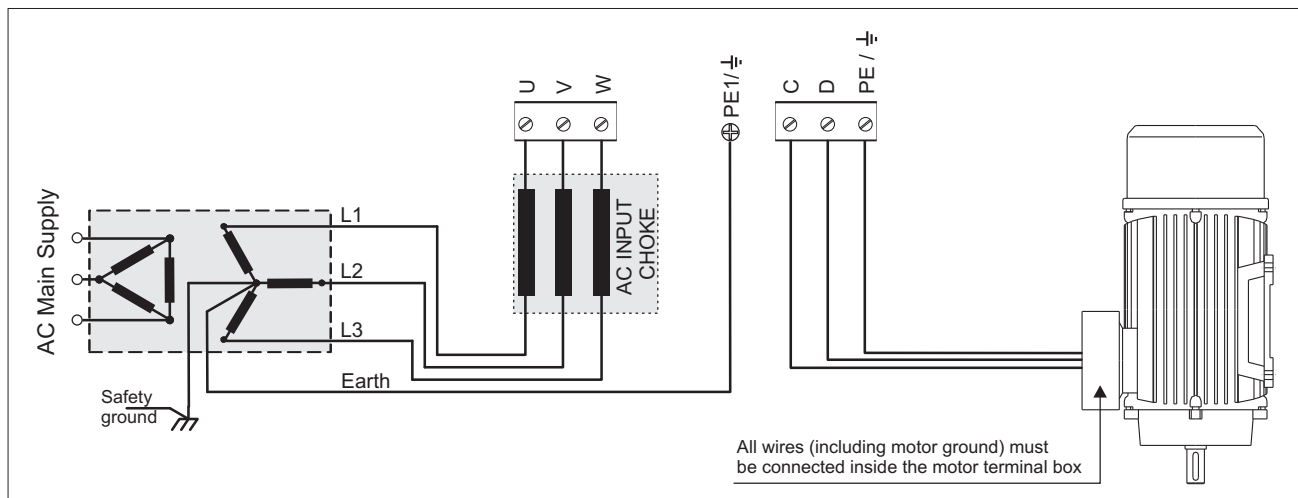 AC Main Supply
L1
L2
L3
Earth
Safety
ground
U
V
W
AC INPUT
CHOKE
PE1/
C
D
PE /
All wires (including motor ground) must
be connected inside the motor terminal box